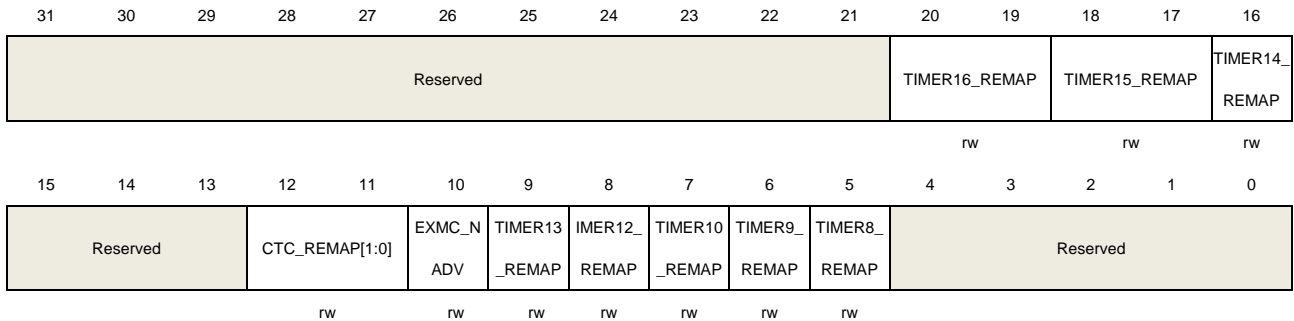 31 30 29 28 27 26 25 24 23 22 21 20 19 18 17 16
Reserved TIMER16_REMAP TIMER15_REMAP TIMER14_
REMAP
rw rw rw
15 14 13 12 11 10 9 8 7 6 5 4 3 2 1 0
Reserved CTC_REMAP[1:0] EXMC_N TIMER13 IMER12_ TIMER10 TIMER9_ TIMER8_ Reserved
ADV _REMAP REMAP _REMAP REMAP REMAP
rw rw rw rw rw rw rw